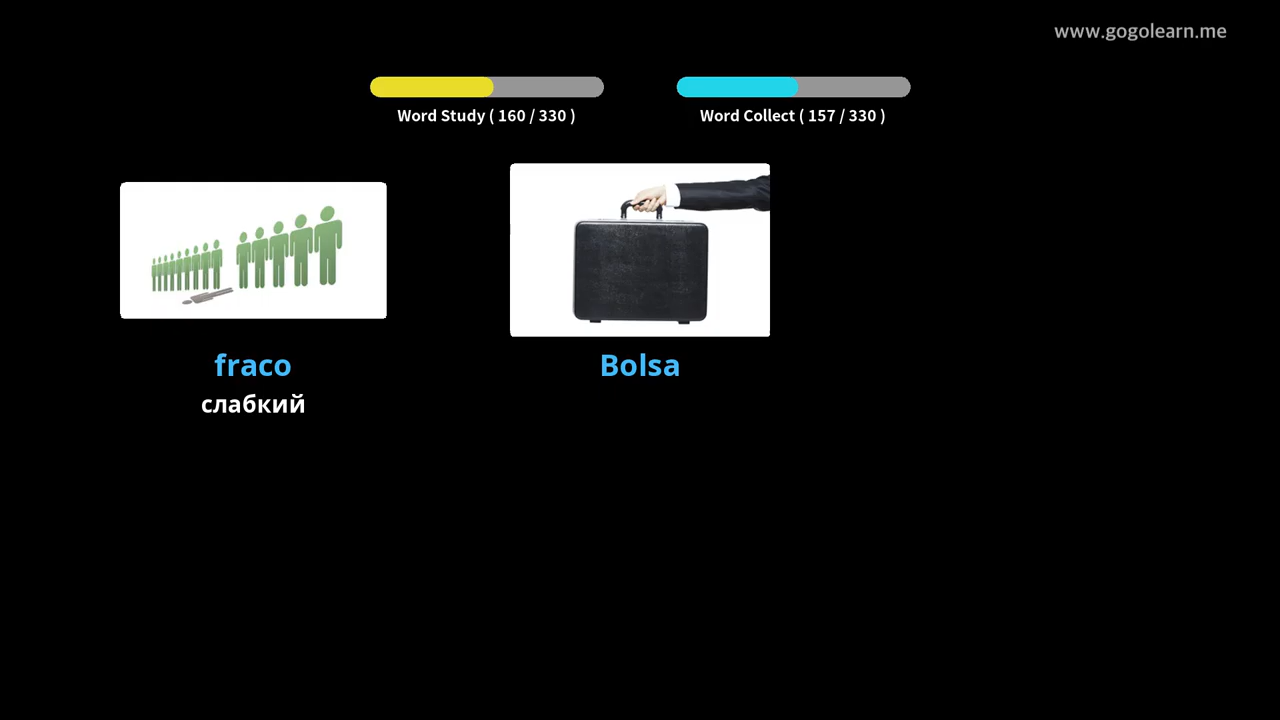 www.gogolearn.me
Word Study ( 160 / 330 )
Word Collect ( 157 / 330 )
fraco
слабкий
Bolsa